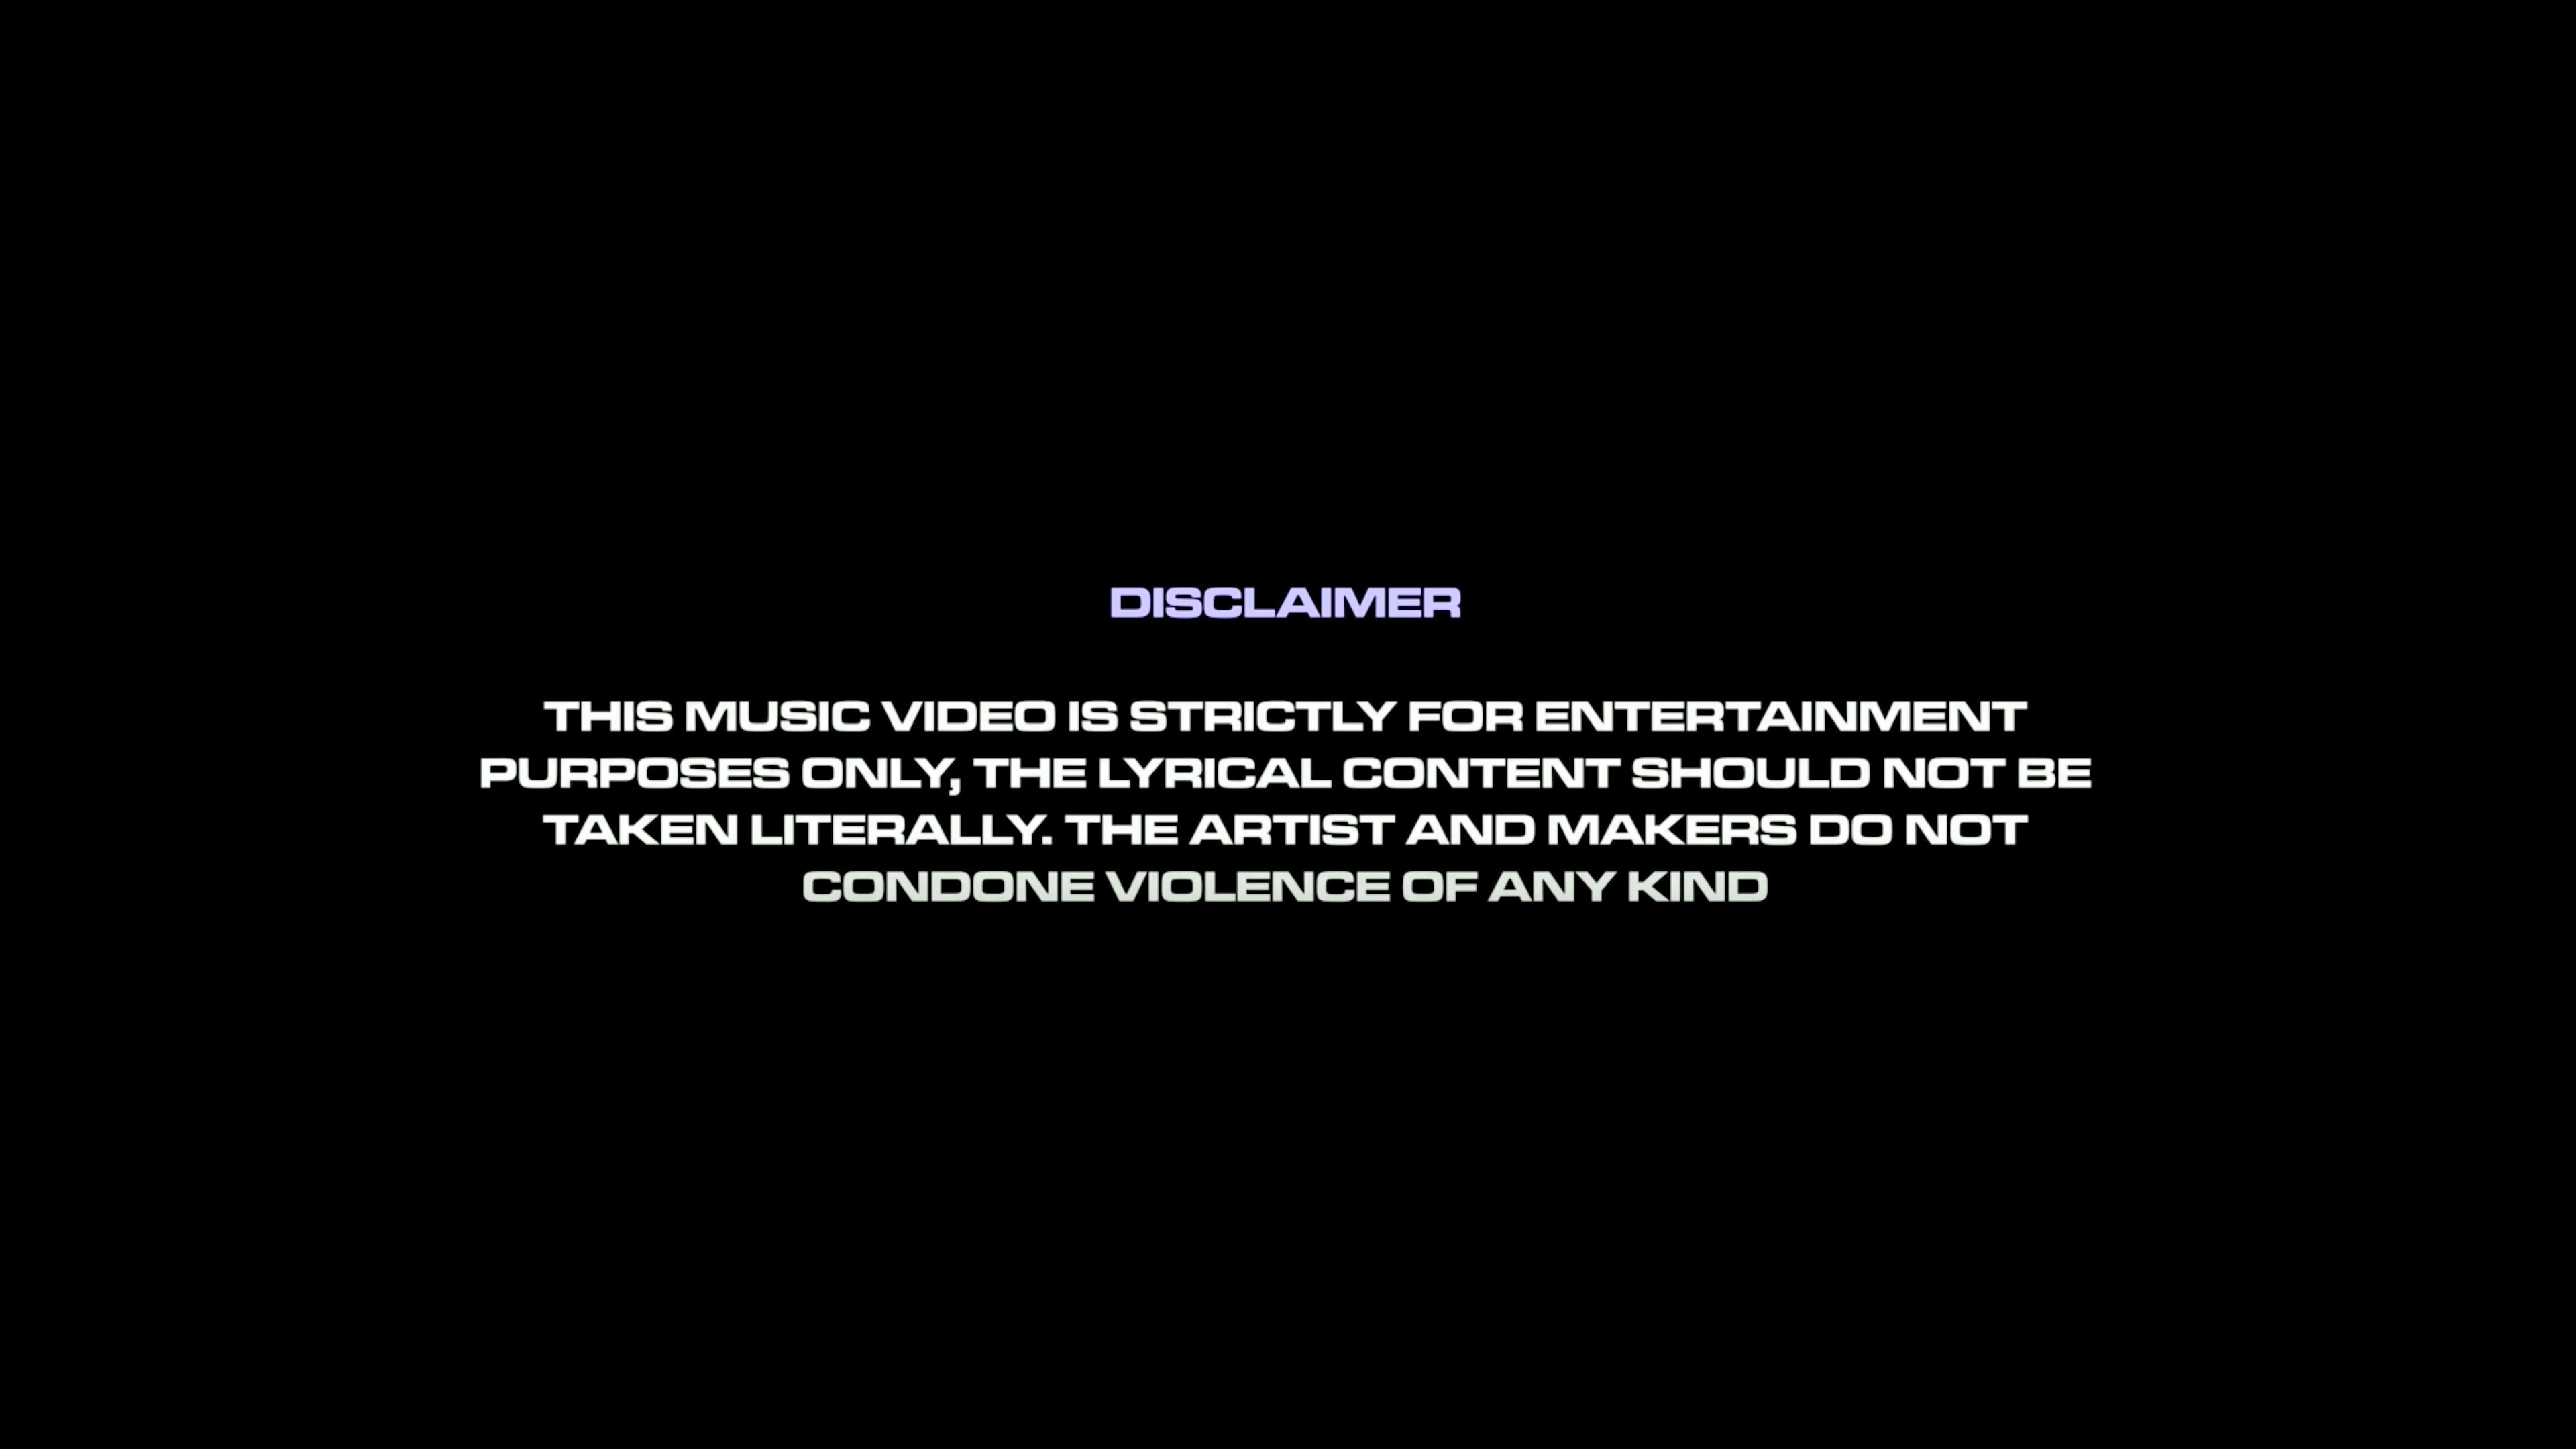 DISCLAIMER
THIS MUSIC VIDEO IS STRICTLY FOR ENTERTAINMENT
PURPOSES ONLY, THE LYRICAL CONTENT SHOULD NOT BE
TAKEN LITERALLY. THE ARTIST AND MAKERS DO NOT
CONDONE VIOLENCE OF ANY KIND